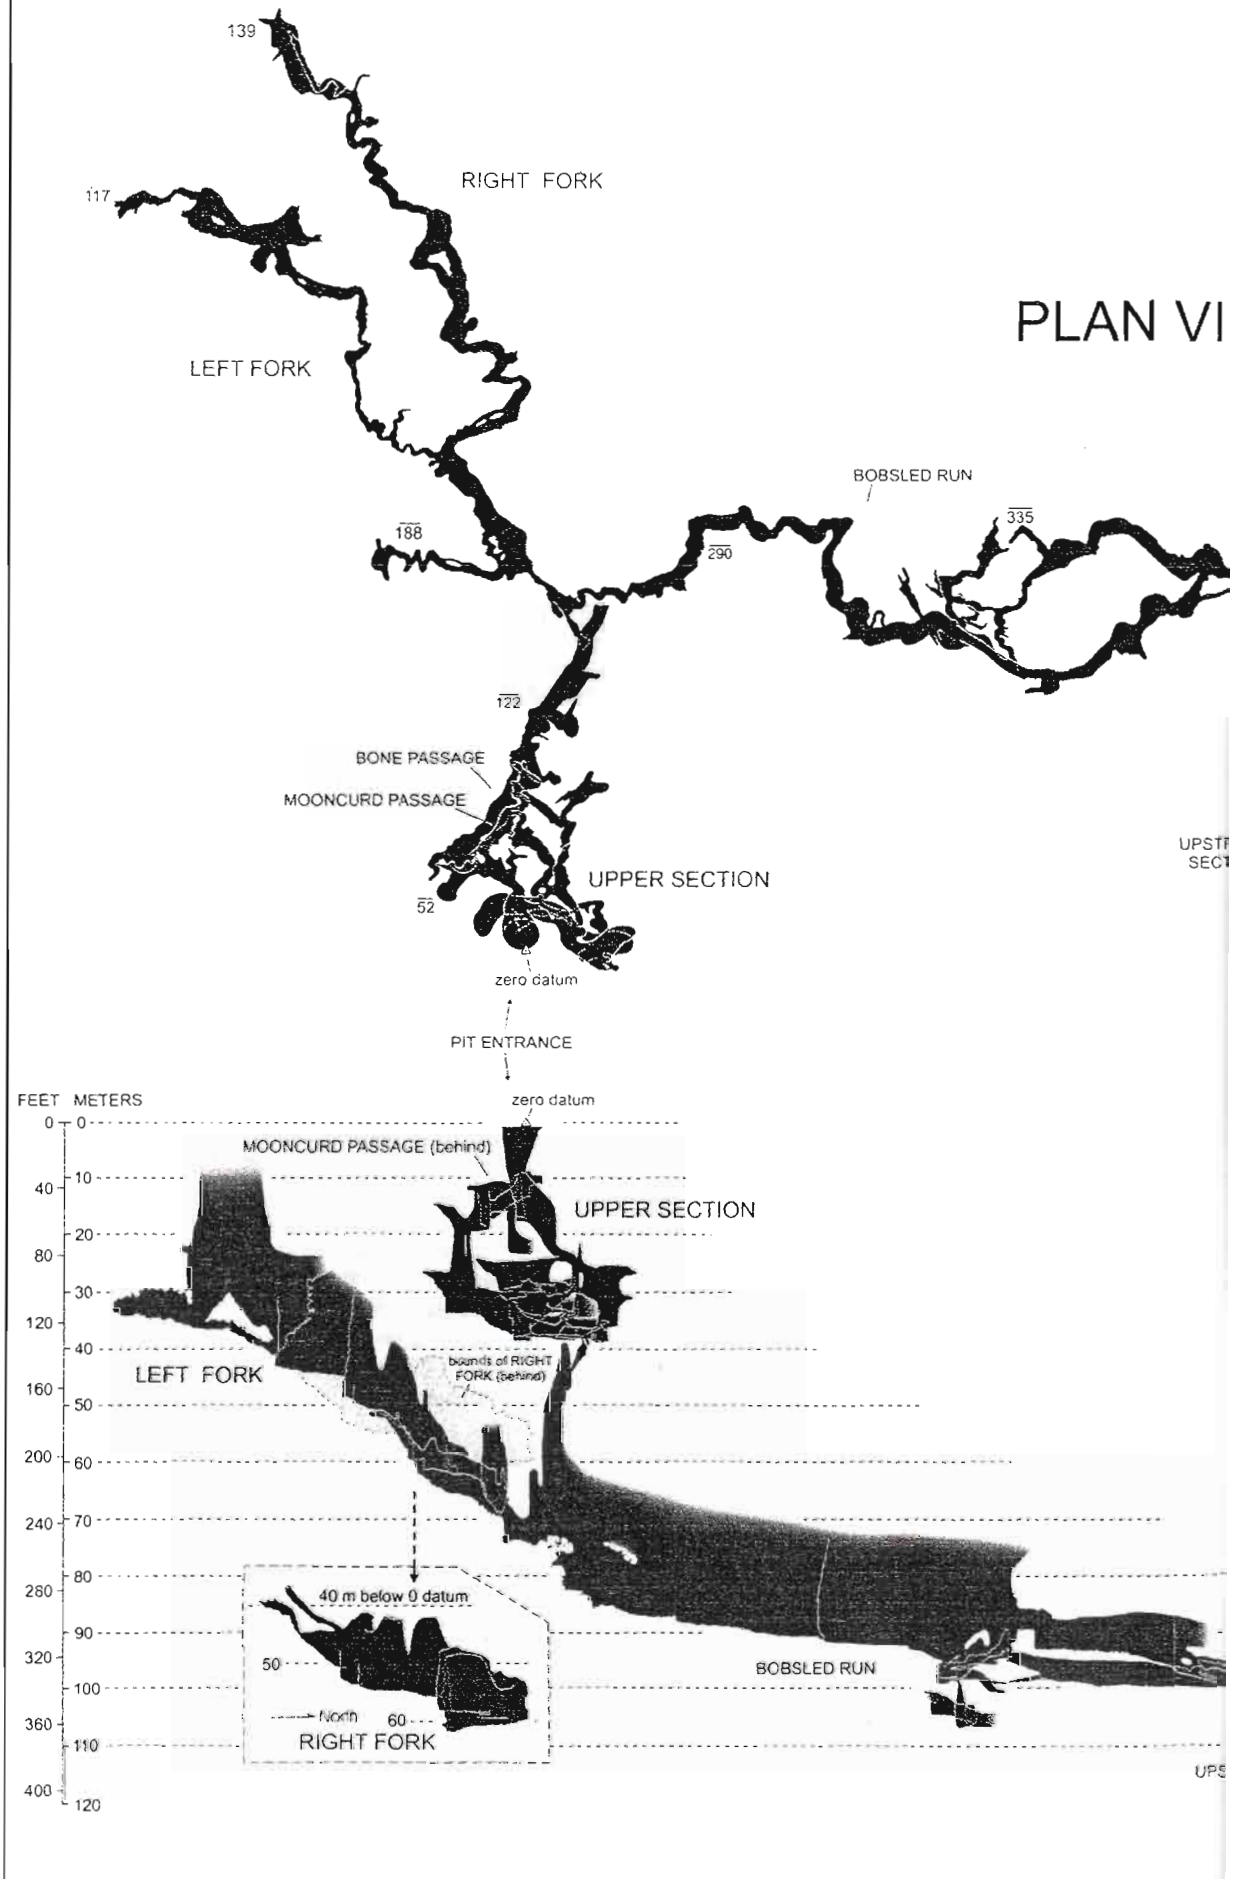 139
RIGHT FORK
117
PLAN VI
LEFT FORK
BOBSLED RUN
335
188
290
122
BONE PASSAGE
MOONCURD PASSAGE
UPPER SECTION
52
zero datum
PIT ENTRANCE
FEET METERS
zero datum
0 0
MOONCURD PASSAGE (behind)
10
40
UPPER SECTION
20
80
30
120
40
bounds of RIGHT
FORK (behind)
LEFT FORK
160
50
200
60
70
240
80
280
40 m below 0 datum
90
320
50
BOBSLED RUN
100
North
60
360
RIGHT FORK
110
UPS
400
120